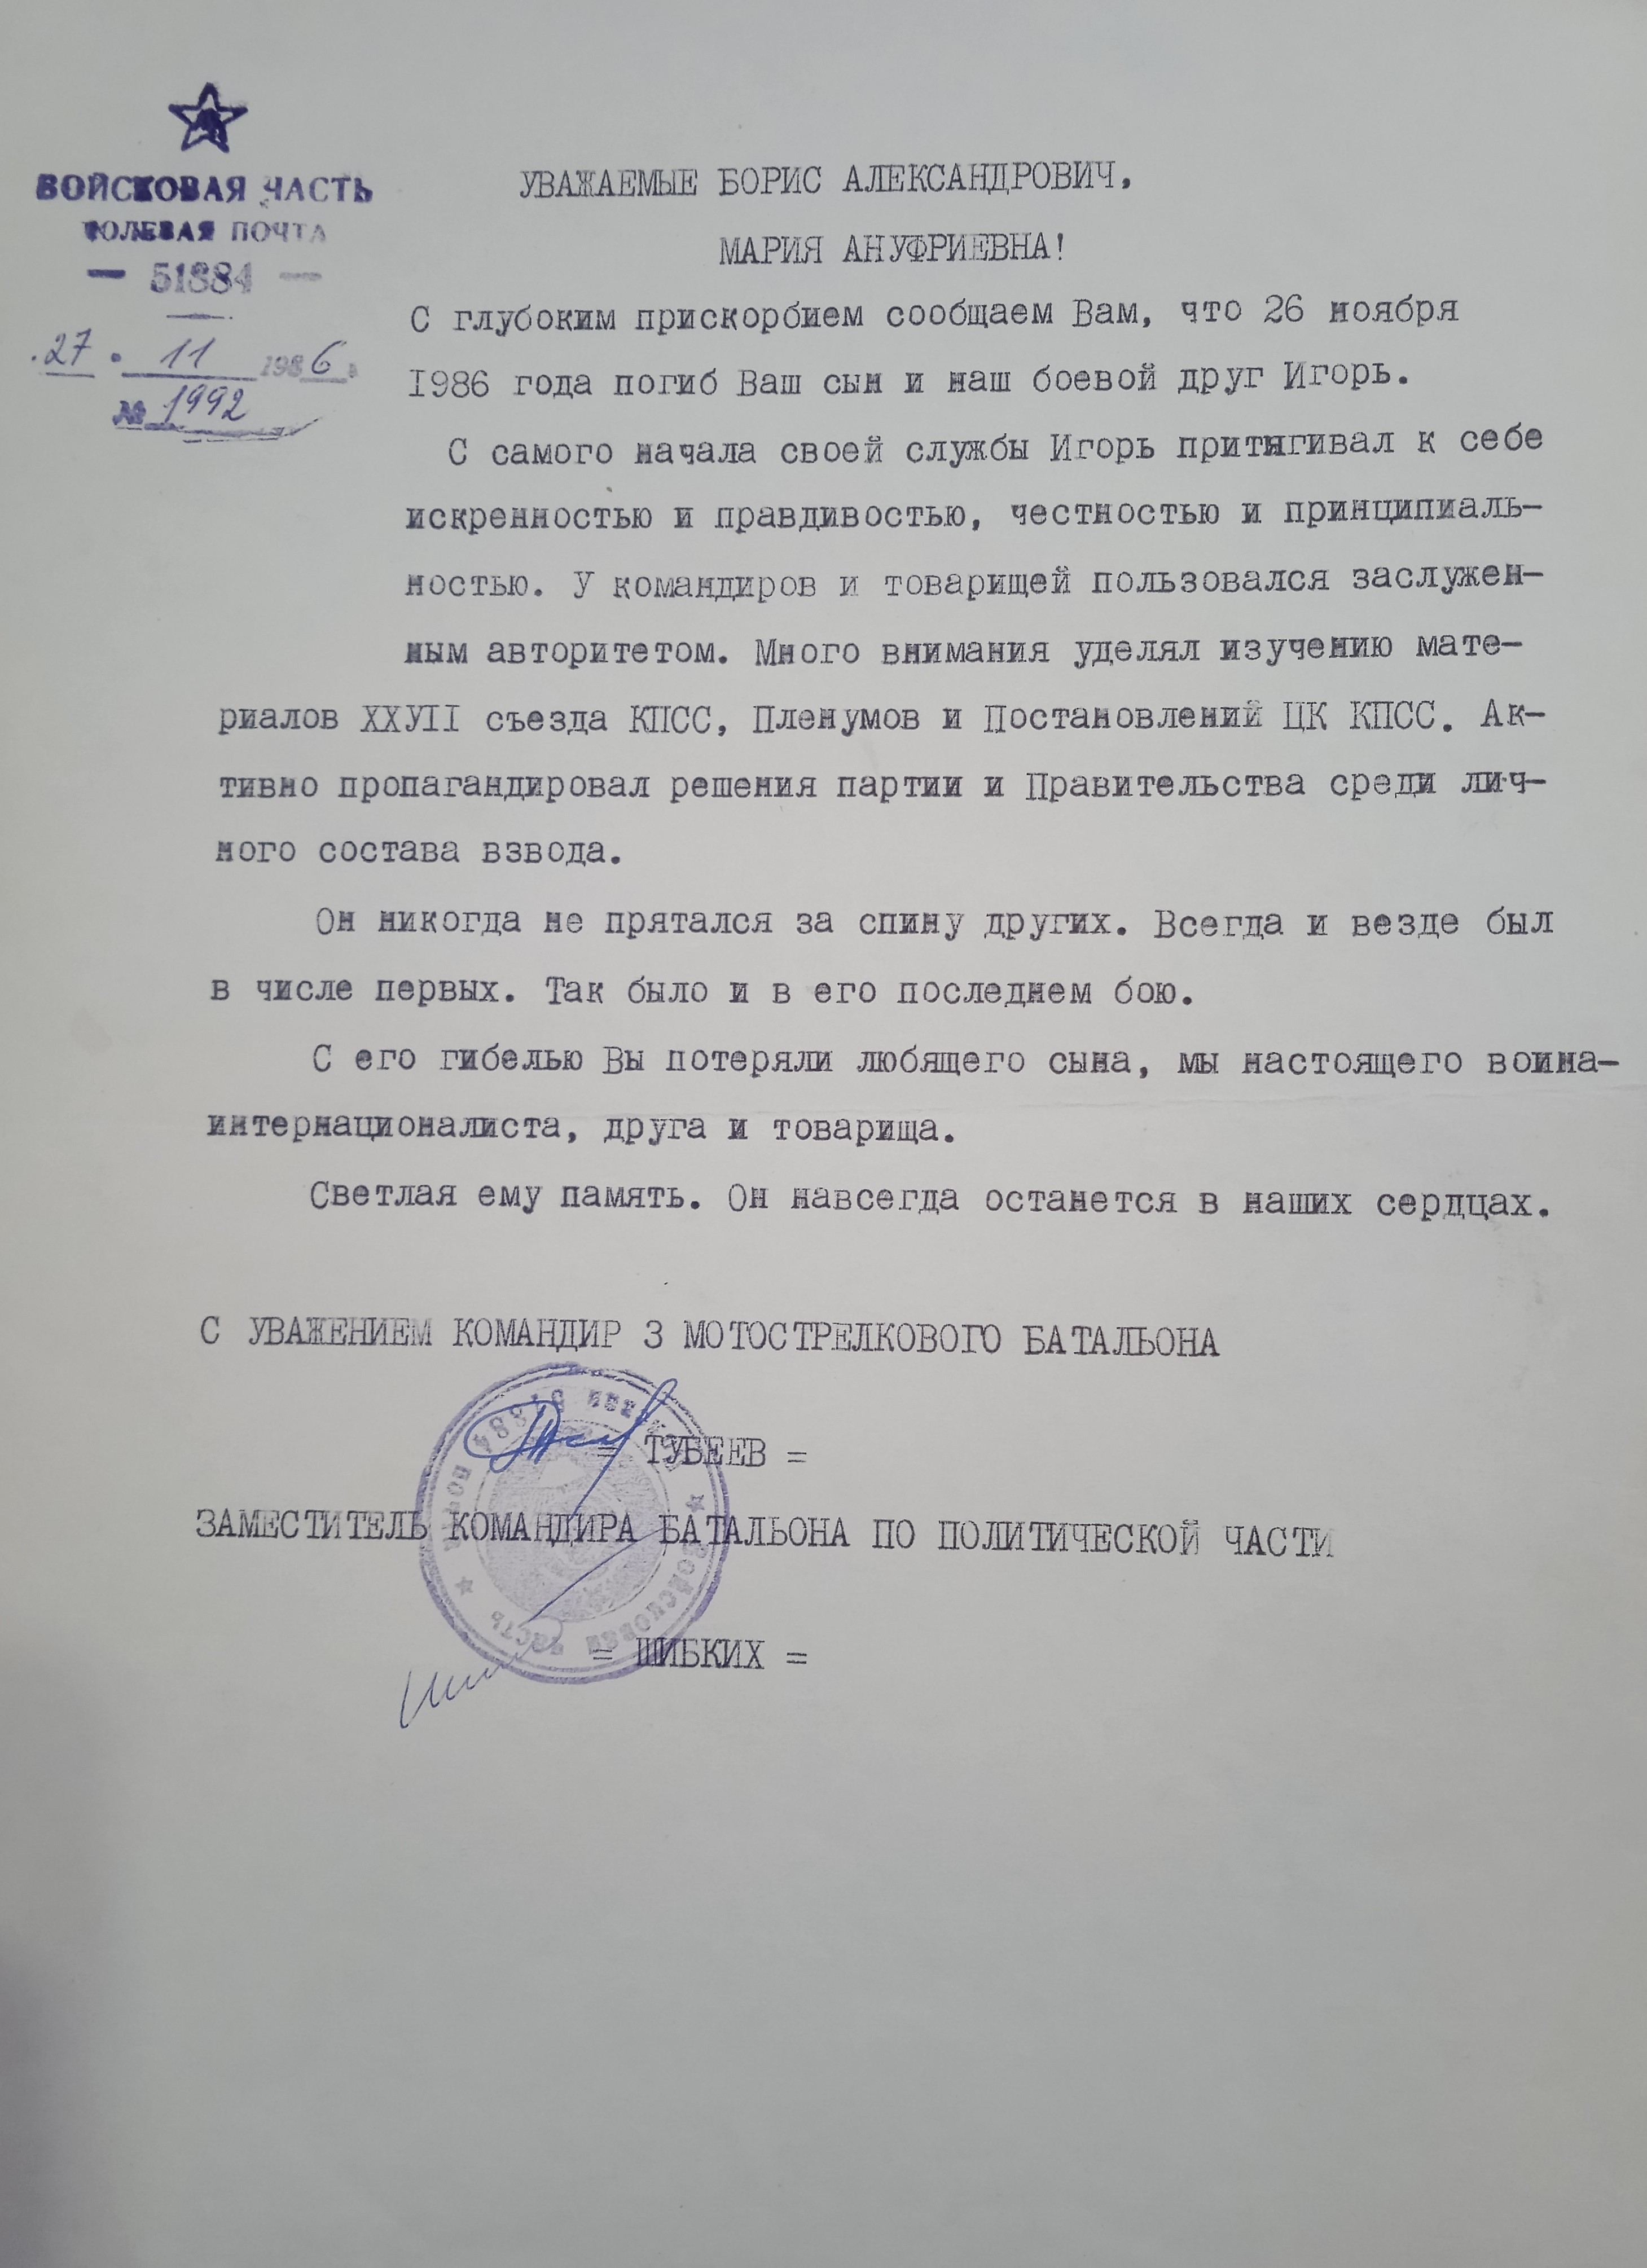 ВОЙСКОВАЯ ЧАСТЬ
ПОЛЕВАЯ ПОЧТА
— 51884 —
27 . 11 1986 г.
№ 1992
УВАЖАЕМЫЕ БОРИС АЛЕКСАНДРОВИЧ,
МАРИЯ АНУФРИЕВНА!
С глубоким прискорбием сообщаем Вам, что 26 ноября
I986 года погиб Ваш сын и наш боевой друг Игорь.
С самого начала своей службы Игорь притягивал к себе
искренностью и правдивостью, честностью и принципиаль-
ностью. У командиров и товарищей пользовался заслужен-
ным авторитетом. Много внимания уделял изучению мате-
риалов ХХУII съезда КПСС, Пленумов и Постановлений ЦК КПСС. Ак-
тивно пропагандировал решения партии и Правительства среди лич-
ного состава взвода.
Он никогда не прятался за спину других. Всегда и везде был
в числе первых. Так было и в его последнем бою.
С его гибелью Вы потеряли любящего сына, мы настоящего воина-
интернационалиста, друга и товарища.
Светлая ему память. Он навсегда останется в наших сердцах.
С УВАЖЕНИЕМ КОМАНДИР 3 МОТОСТРЕЛКОВОГО БАТАЛЬОНА
= ТУБЕЕВ =
ЗАМЕСТИТЕЛЬ КОМАНДИРА БАТАЛЬОНА ПО ПОЛИТИЧЕСКОЙ ЧАСТИ
= ШИБКИХ =
ВОЙСКОВАЯ ЧАСТЬ